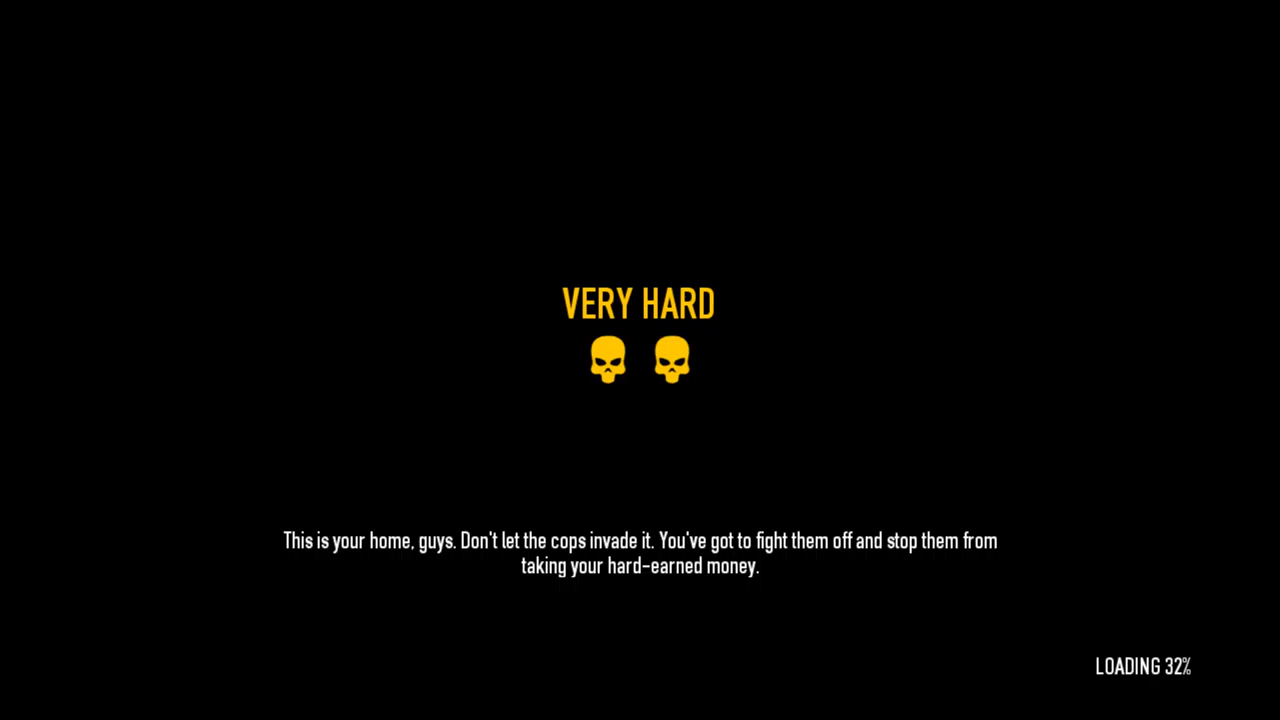 VERY HARD
This is your home, guys. Don't let the cops invade it. You've got to fight them off and stop them from
taking your hard-earned money.
LOADING 32%